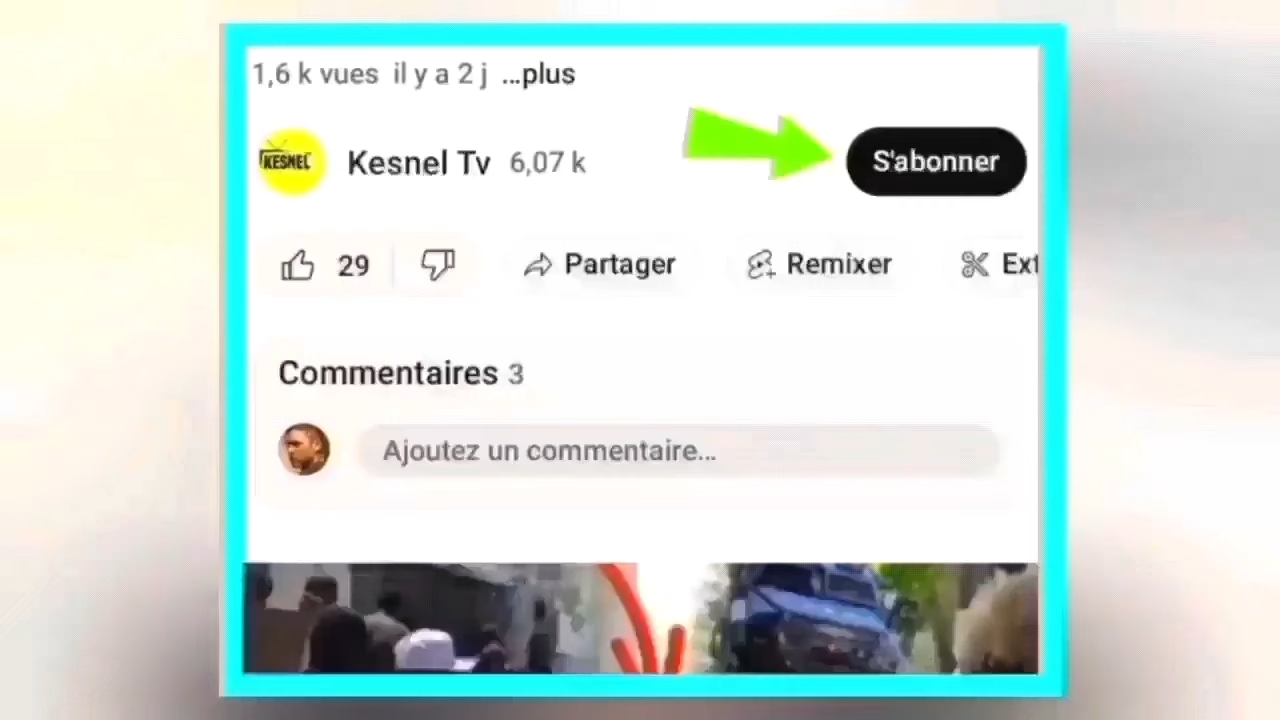 1,6 k vues il y a 2 j ...plus
KESNEL
Kesnel Tv 6,07 k
S'abonner
29
Partager
Remixer
Ext
Commentaires 3
Ajoutez un commentaire...